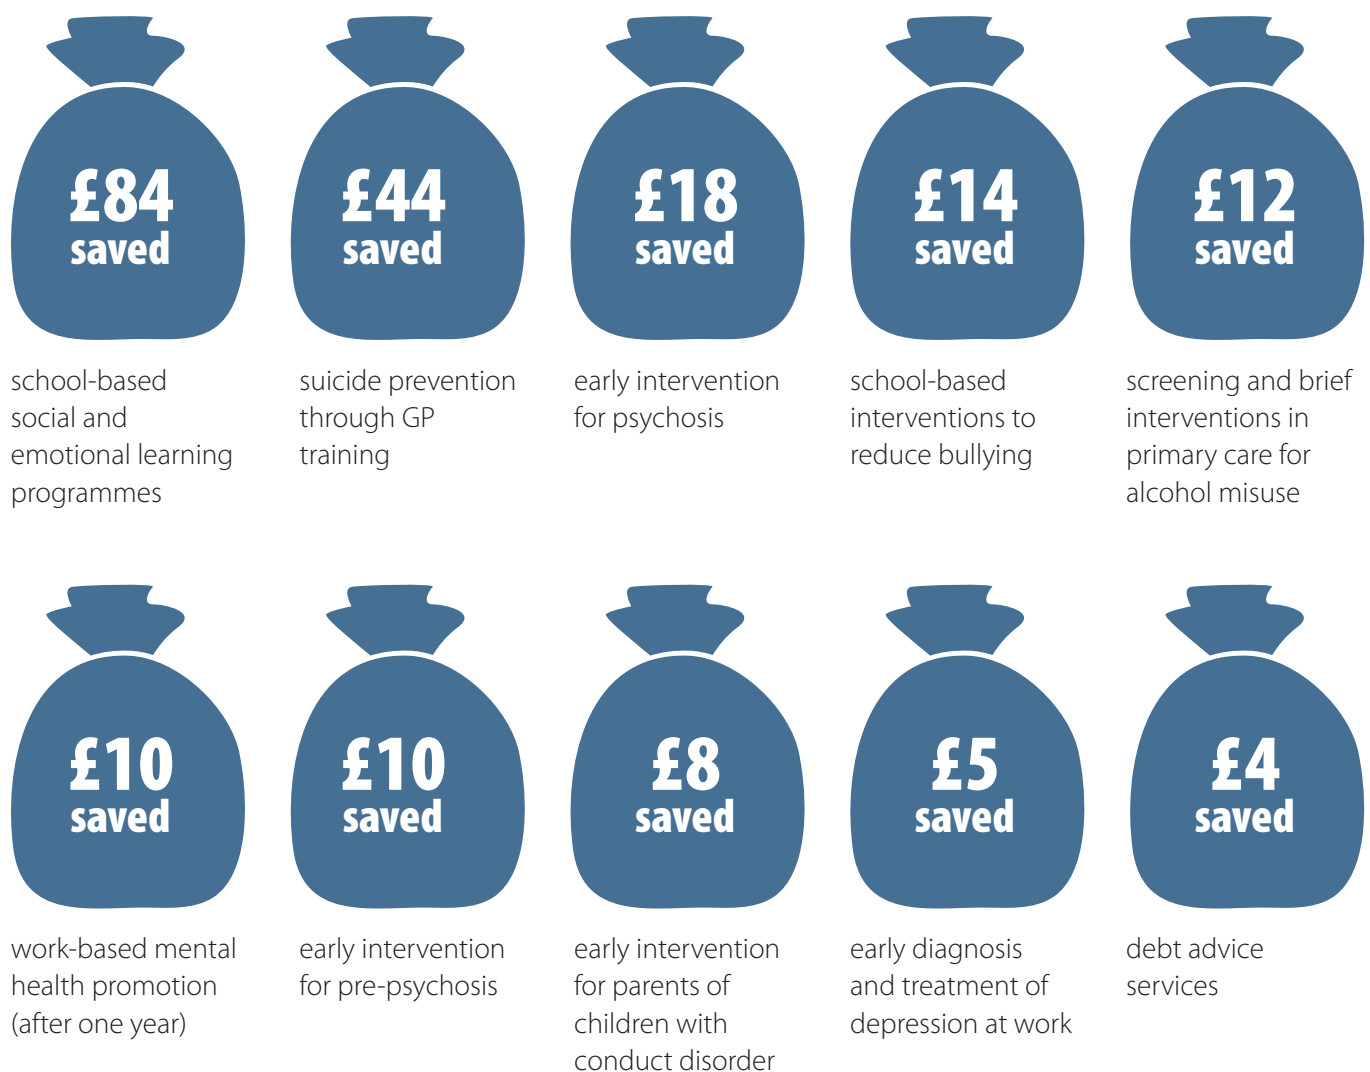 £84
saved
school-based
social and
emotional learning
programmes
£44
saved
suicide prevention
through GP
training
£18
saved
early intervention
for psychosis
£14
saved
school-based
interventions to
reduce bullying
£12
saved
screening and brief
interventions in
primary care for
alcohol misuse
£10
saved
work-based mental
health promotion
(after one year)
£10
saved
early intervention
for pre-psychosis
£8
saved
early intervention
for parents of
children with
conduct disorder
£5
saved
early diagnosis
and treatment of
depression at work
£4
saved
debt advice
services